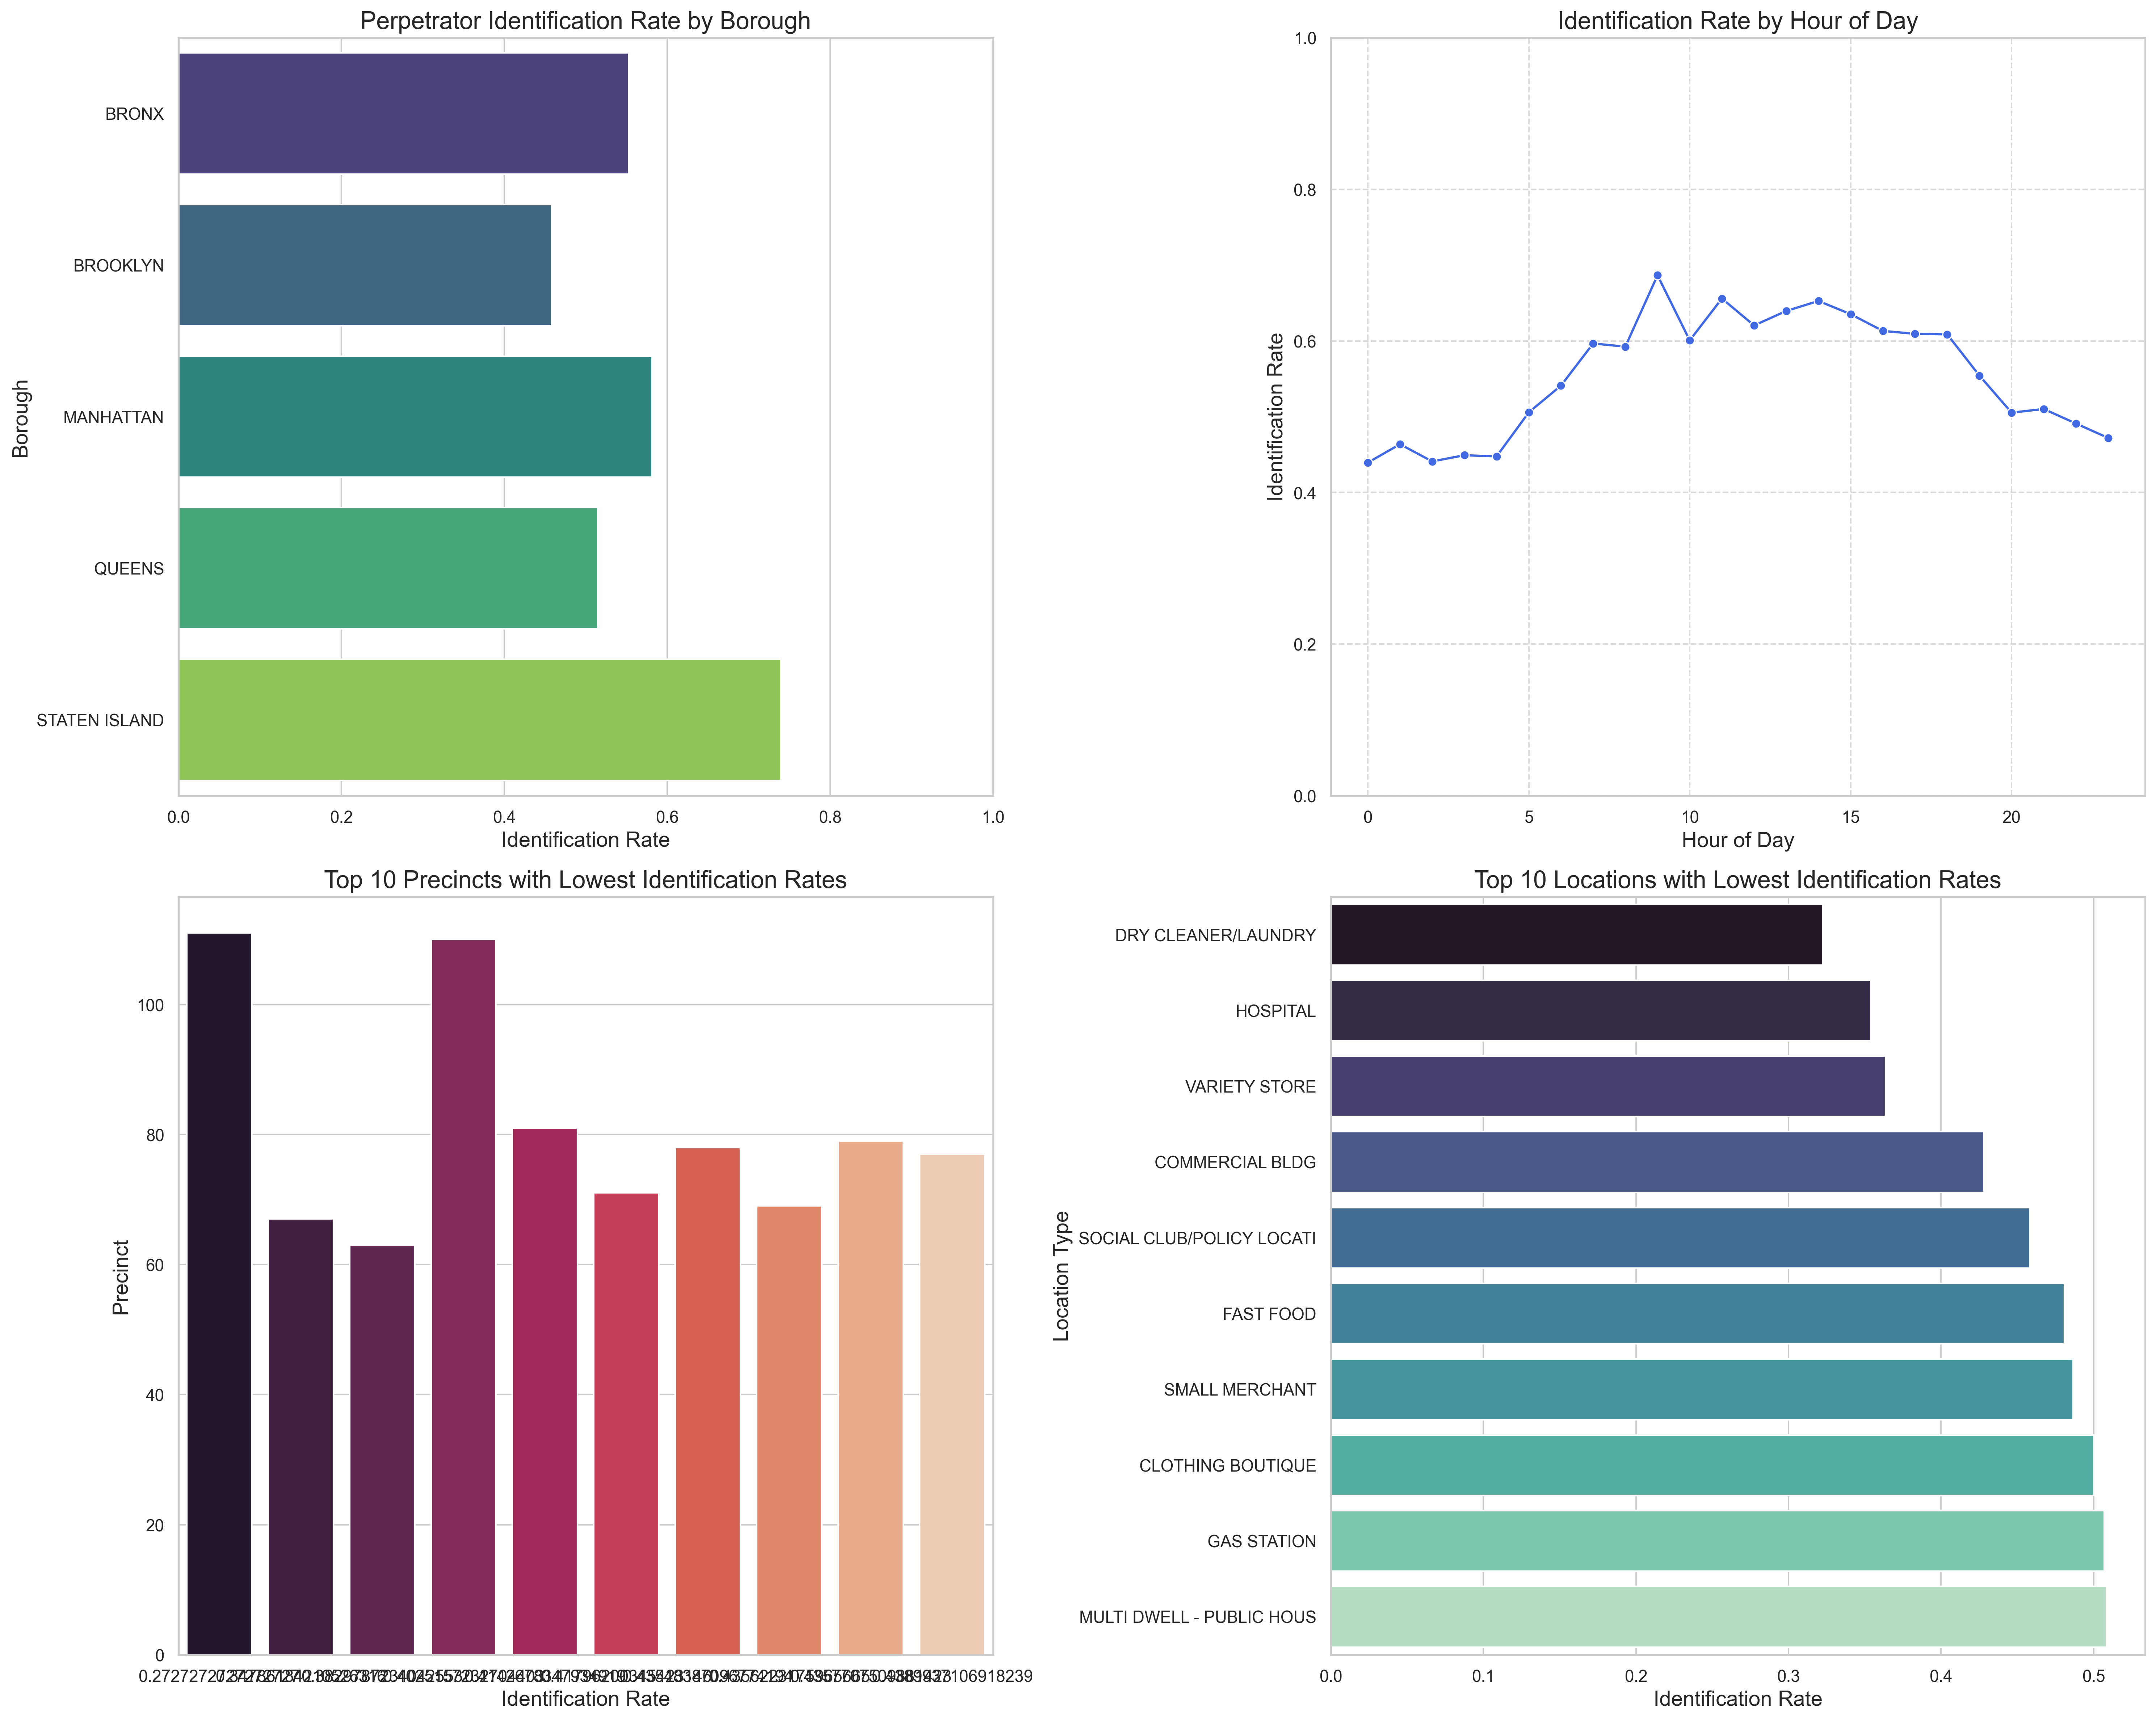 Perpetrator Identification Rate by Borough
Borough
BRONX
BROOKLYN
MANHATTAN
QUEENS
STATEN ISLAND
0.0 0.2 0.4 0.6 0.8 1.0
Identification Rate
Identification Rate by Hour of Day
Identification Rate
1.0
0.8
0.6
0.4
0.2
0.0
0 5 10 15 20
Hour of Day
Top 10 Precincts with Lowest Identification Rates
Precinct
100
80
60
40
20
0
Identification Rate
Top 10 Locations with Lowest Identification Rates
Location Type
DRY CLEANER/LAUNDRY
HOSPITAL
VARIETY STORE
COMMERCIAL BLDG
SOCIAL CLUB/POLICY LOCATI
FAST FOOD
SMALL MERCHANT
CLOTHING BOUTIQUE
GAS STATION
MULTI DWELL - PUBLIC HOUS
0.0 0.1 0.2 0.3 0.4 0.5
Identification Rate